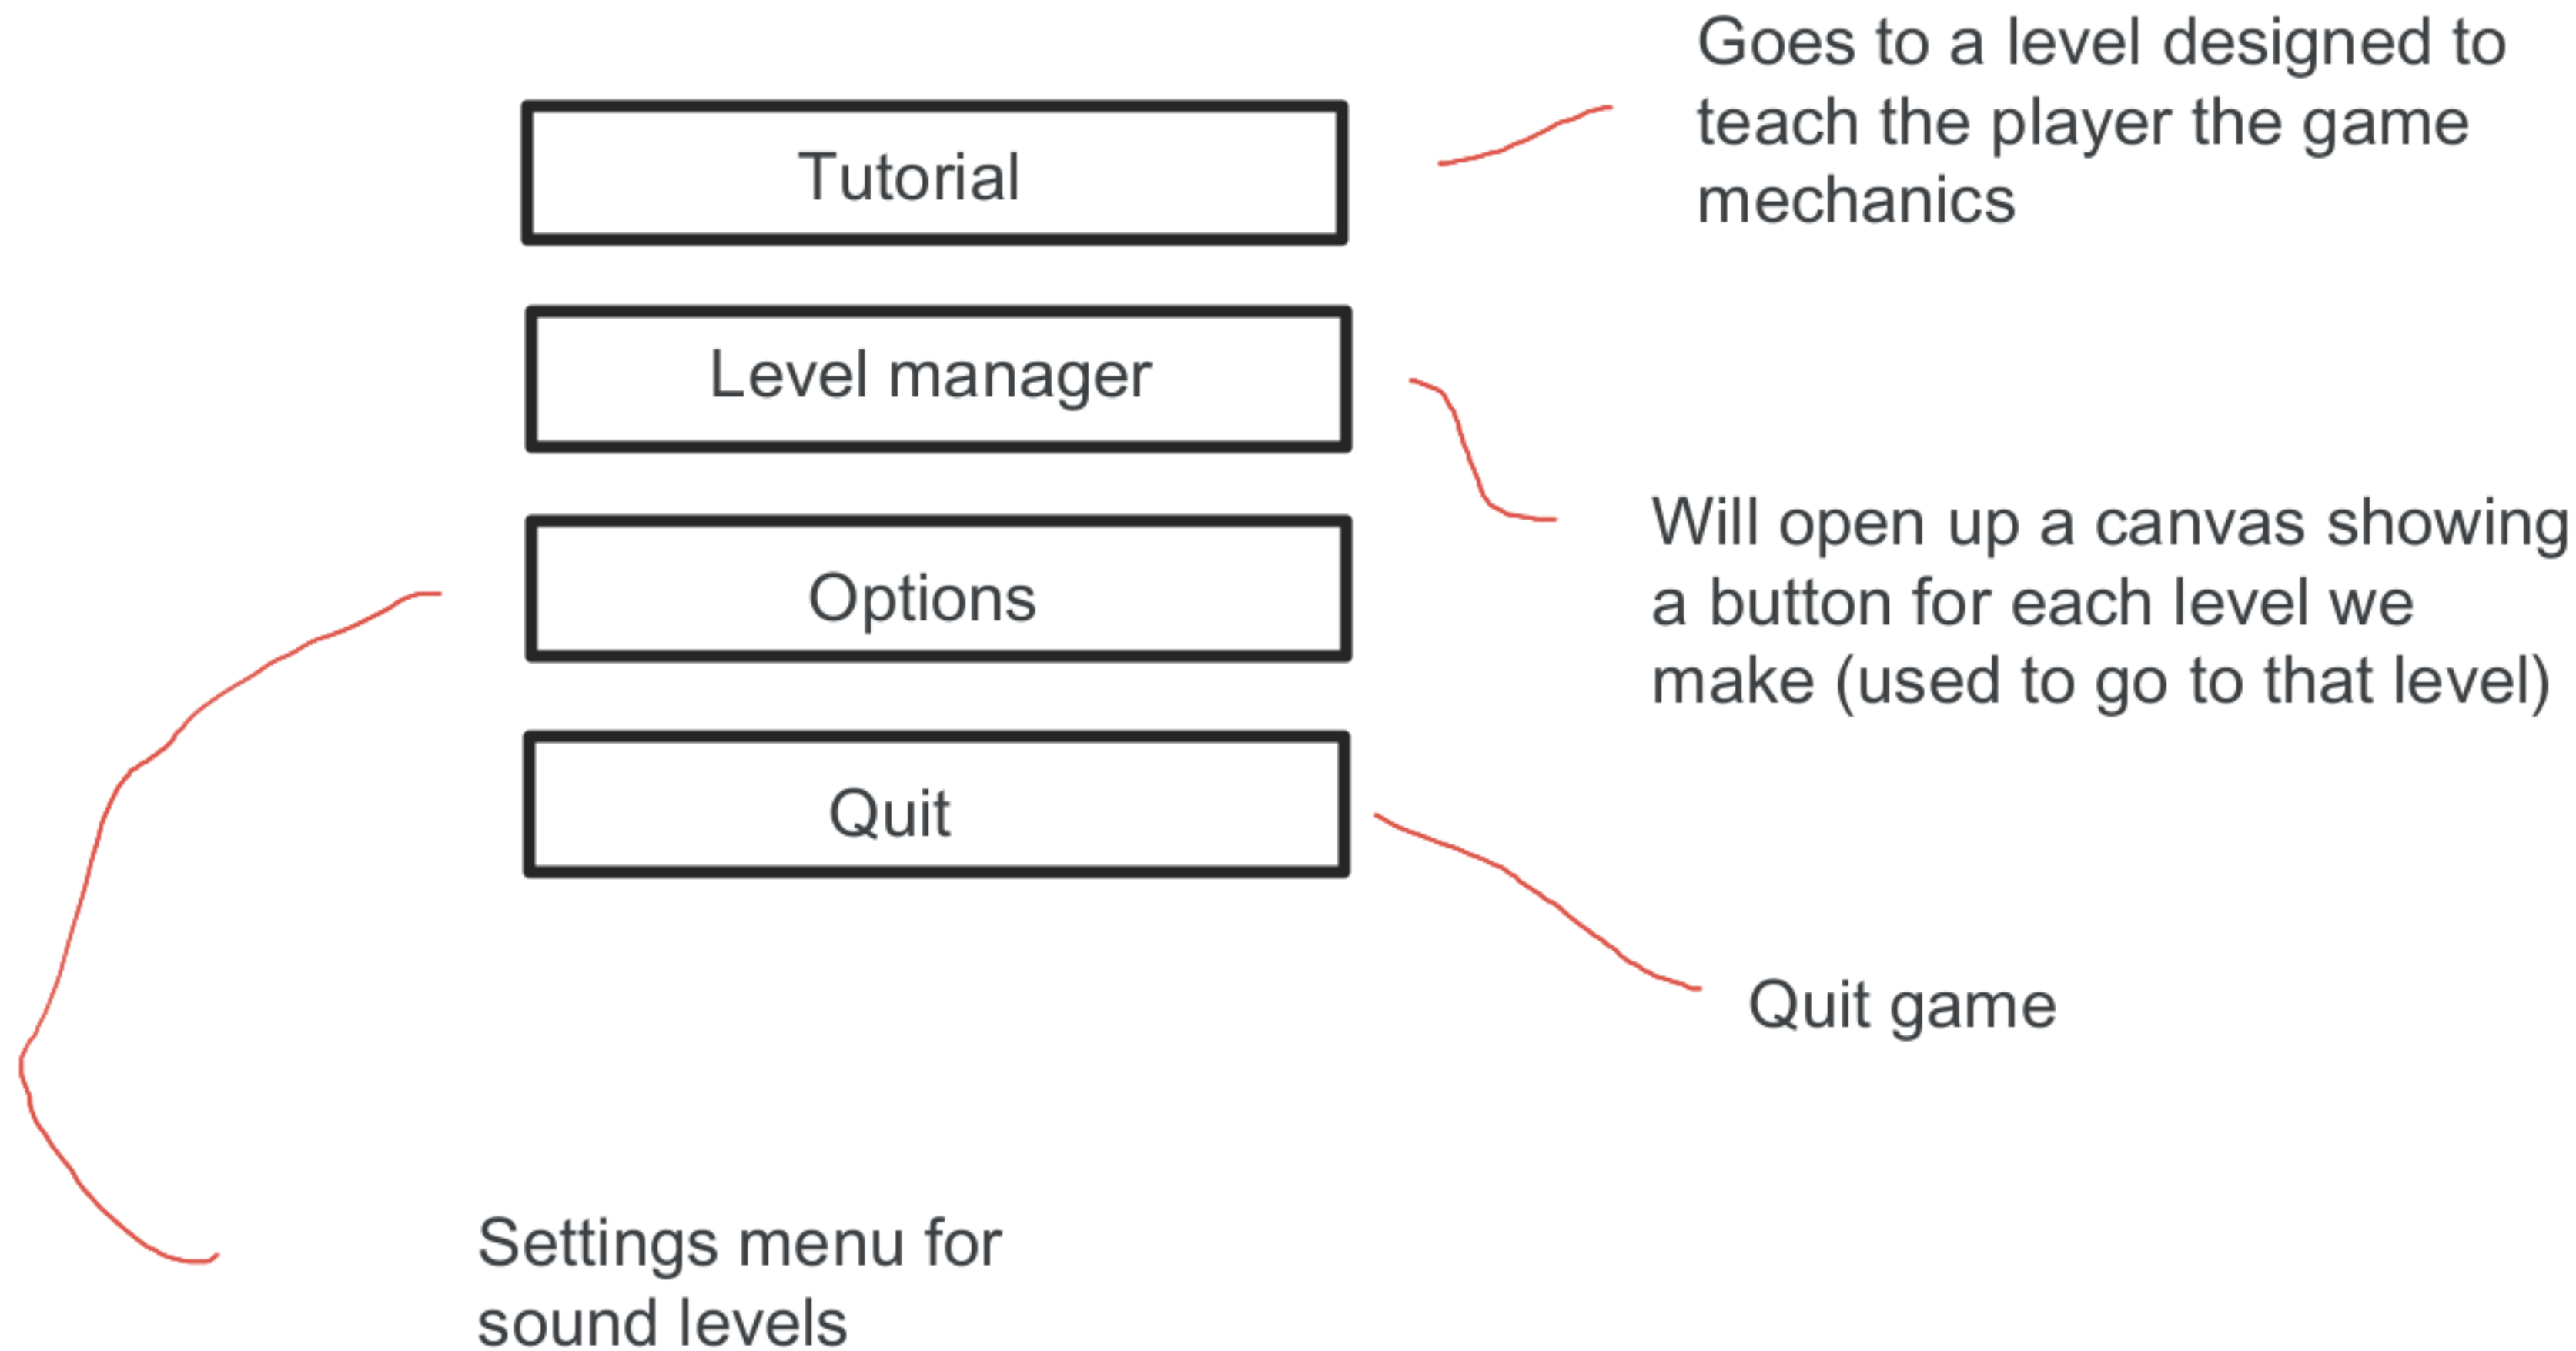 Goes to a level designed to
teach the player the game
mechanics
Tutorial
Level manager
Will open up a canvas showing
a button for each level we
make (used to go to that level)
Options
Quit
Quit game
Settings menu for
sound levels